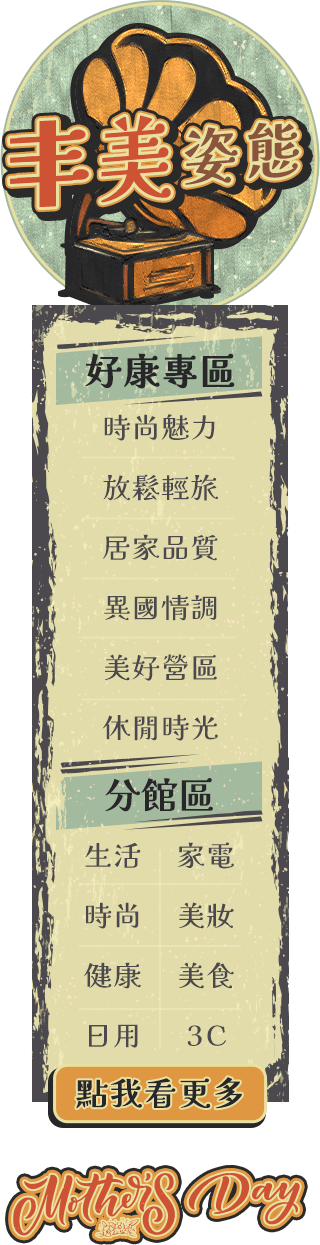 丰美姿態
好康專區
時尚魅力
放鬆輕旅
居家品質
異國情調
美好營區
休閒時光
分館區
生活 家電
時尚 美妝
健康 美食
日用 3C
點我看更多
Mother's Day